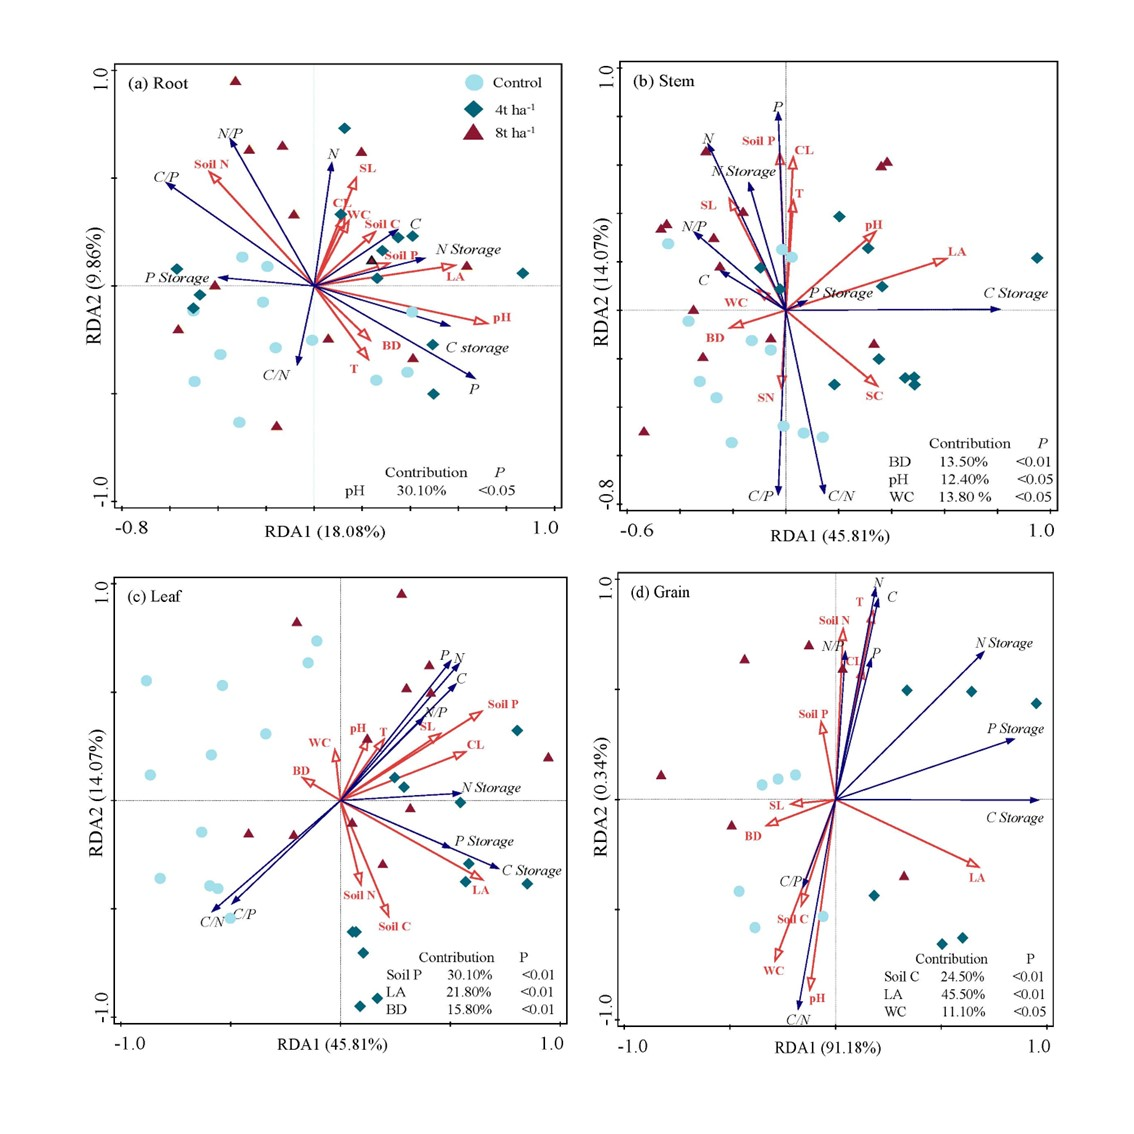 (a) Root
Control
4t ha-1
8t ha-1
1.0
N/P
N
Soil N
SL
C/P
CL
WC
Soil C
C
N Storage
Soil P
P Storage
LA
pH
BD
C storage
T
C/N
P
RDA2 (9.86%)
Contribution P
pH 30.10% <0.05
-1.0
-0.8
RDA1 (18.08%)
1.0
(b) Stem
1.0
P
N
Soil P
CL
N Storage
T
SL
N/P
pH
LA
C
WC
P Storage
C Storage
BD
SN
SC
C/P
C/N
RDA2 (14.07%)
Contribution P
BD 13.50% <0.01
pH 12.40% <0.05
WC 13.80 % <0.05
-0.8
-0.6
RDA1 (45.81%)
1.0
(c) Leaf
1.0
P
N
C
N/P
Soil P
SL
pH
T
WC
CL
BD
N Storage
P Storage
C Storage
LA
Soil N
Soil C
C/N
C/P
RDA2 (14.07%)
Contribution P
Soil P 30.10% <0.01
LA 21.80% <0.01
BD 15.80% <0.01
-1.0
-1.0
RDA1 (45.81%)
1.0
(d) Grain
1.0
N
T
C
Soil N
N/P
CL
P
N Storage
Soil P
P Storage
SL
C Storage
BD
LA
C/P
Soil C
WC
pH
C/N
RDA2 (0.34%)
Contribution P
Soil C 24.50% <0.01
LA 45.50% <0.01
WC 11.10% <0.05
-1.0
-1.0
RDA1 (91.18%)
1.0